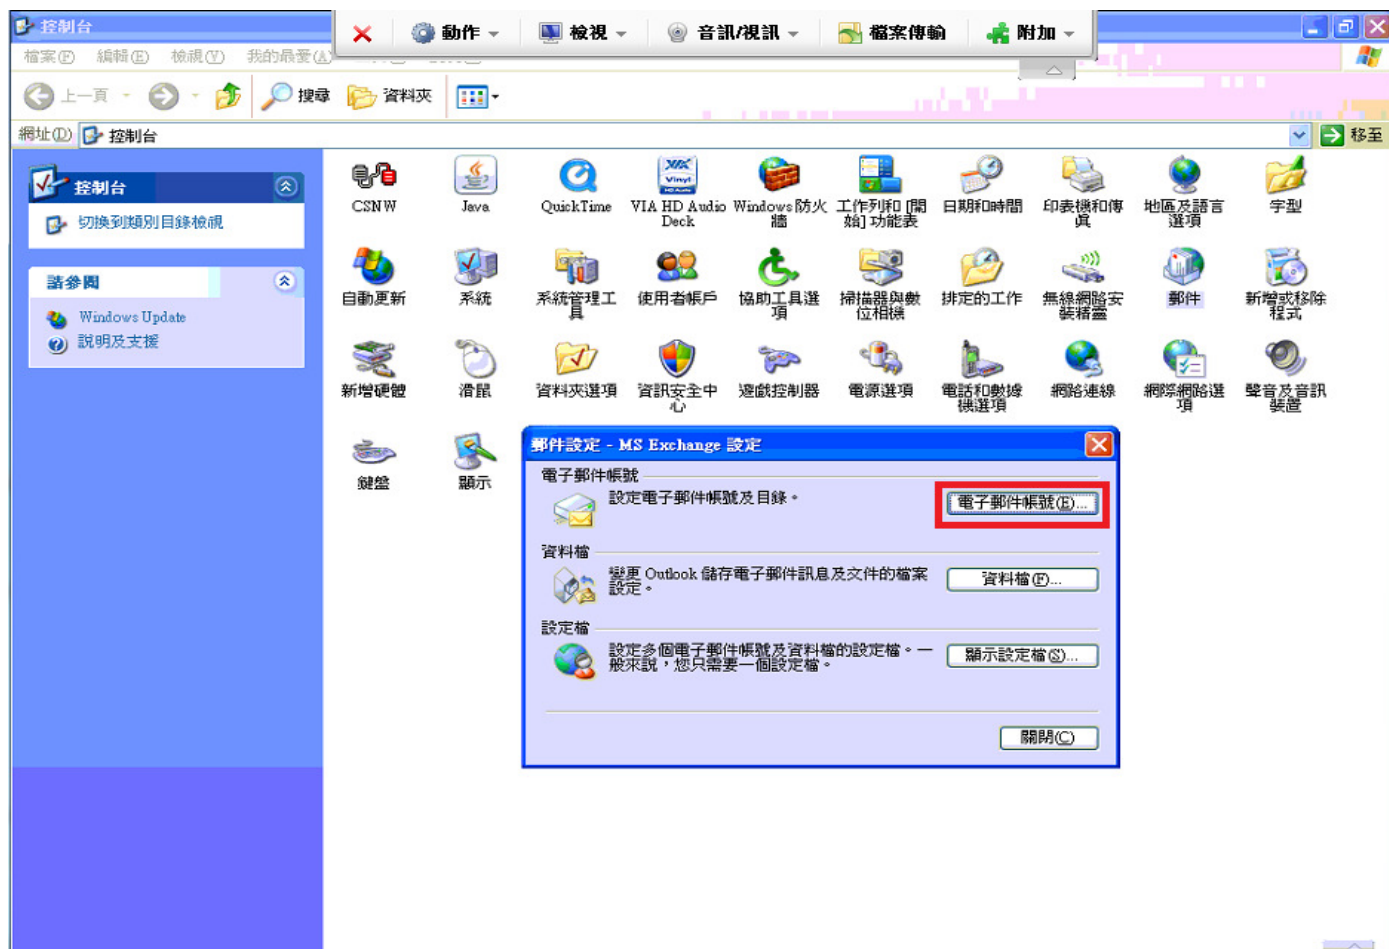 控制台
動作
檢視
音訊/視訊
檔案傳輸
附加
檔案(F) 編輯(E) 檢視(V) 我的最愛(A)
上一頁
搜尋
資料夾
網址(D)
控制台
移至
控制台
切換到類別目錄檢視
請參閱
Windows Update
說明及支援
CSNW
Java
QuickTime
VIA HD Audio
Deck
Windows 防火
牆
工作列和 [開
始] 功能表
日期和時間
印表機和傳
真
地區及語言
選項
字型
自動更新
系統
系統管理工
具
使用者帳戶
協助工具選
項
掃描器與數
位相機
排定的工作
無線網路安
裝精靈
郵件
新增或移除
程式
新增硬體
滑鼠
資料夾選項
資訊安全中
心
遊戲控制器
電源選項
電話和數據
機選項
網路連線
網際網路選
項
聲音及音訊
裝置
鍵盤
顯示
郵件設定 - MS Exchange 設定
電子郵件帳號
設定電子郵件帳號及目錄。
電子郵件帳號(E)...
資料檔
變更 Outlook 儲存電子郵件訊息及文件的檔案
設定。
資料檔(F)...
設定檔
設定多個電子郵件帳號及資料檔的設定檔。一
般來說，您只需要一個設定檔。
顯示設定檔(S)...
關閉(C)